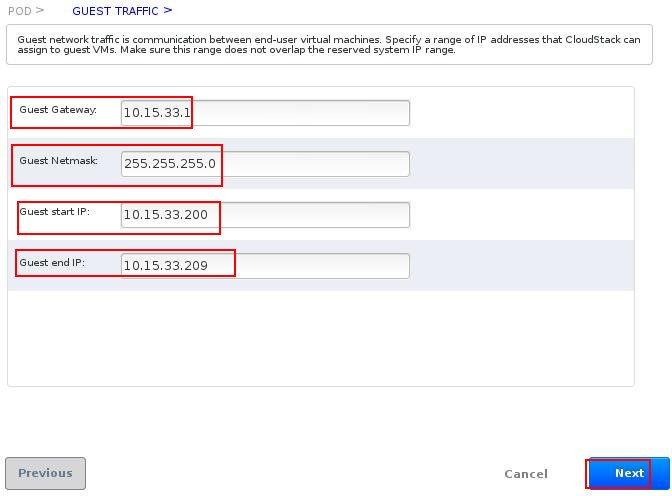 POD > GUEST TRAFFIC >
Guest network traffic is communication between end-user virtual machines. Specify a range of IP addresses that CloudStack can
assign to guest VMs. Make sure this range does not overlap the reserved system IP range.
Guest Gateway: 10.15.33.1
Guest Netmask: 255.255.255.0
Guest start IP: 10.15.33.200
Guest end IP: 10.15.33.209
Previous Cancel Next